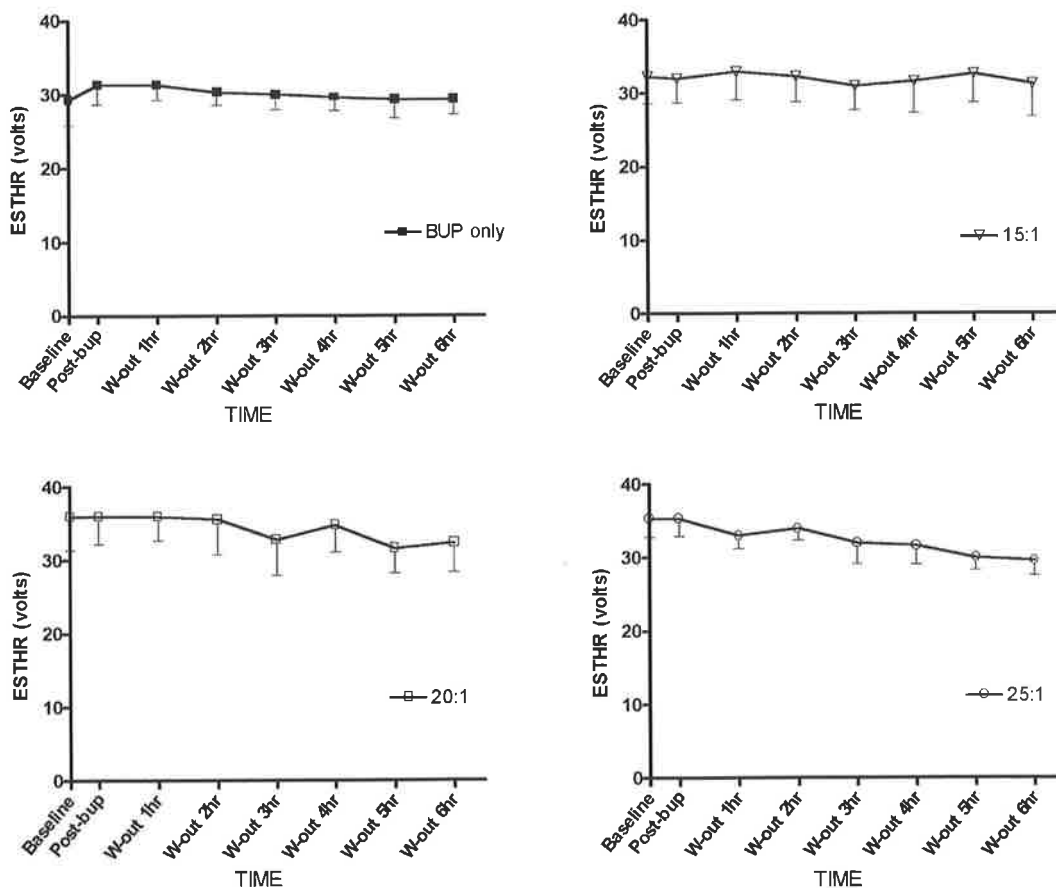 40
30
20
10
0
ESTHR (volts)
BUP only
Baseline
Post-bup
W-out 1hr
W-out 2hr
W-out 3hr
W-out 4hr
W-out 5hr
W-out 6hr
TIME
40
30
20
10
0
ESTHR (volts)
15:1
Baseline
Post-bup
W-out 1hr
W-out 2hr
W-out 3hr
W-out 4hr
W-out 5hr
W-out 6hr
TIME
40
30
20
10
0
ESTHR (volts)
20:1
Baseline
Post-bup
W-out 1hr
W-out 2hr
W-out 3hr
W-out 4hr
W-out 5hr
W-out 6hr
TIME
40
30
20
10
0
ESTHR (volts)
25:1
Baseline
Post-bup
W-out 1hr
W-out 2hr
W-out 3hr
W-out 4hr
W-out 5hr
W-out 6hr
TIME